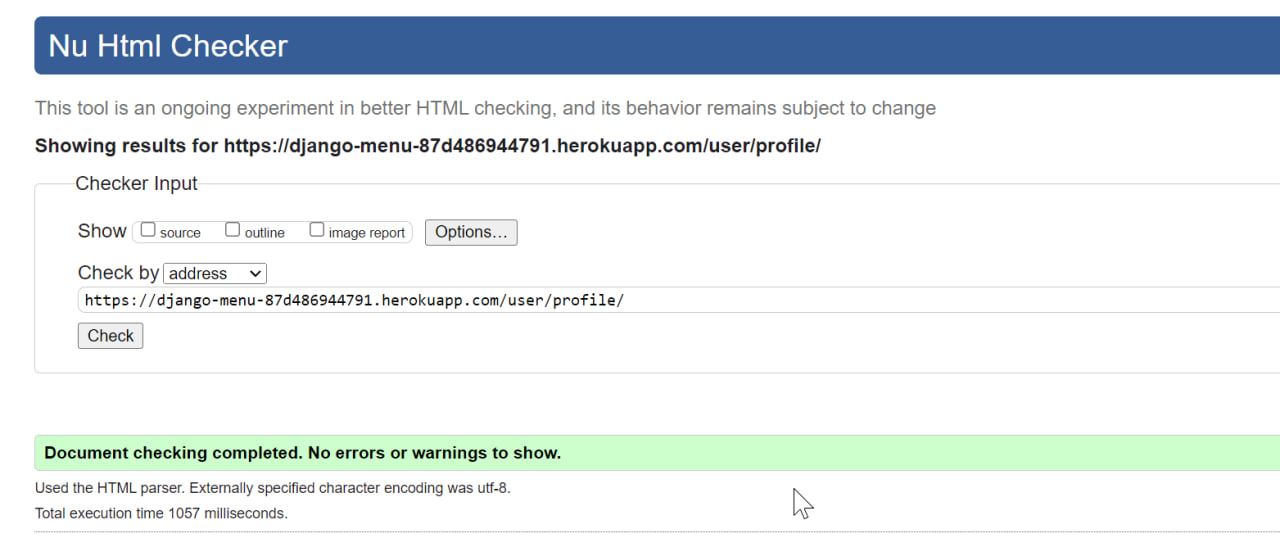 Nu Html Checker
This tool is an ongoing experiment in better HTML checking, and its behavior remains subject to change
Showing results for https://django-menu-87d486944791.herokuapp.com/user/profile/
Checker Input
Show source outline image report Options...
Check by address
https://django-menu-87d486944791.herokuapp.com/user/profile/
Check
Document checking completed. No errors or warnings to show.
Used the HTML parser. Externally specified character encoding was utf-8.
Total execution time 1057 milliseconds.